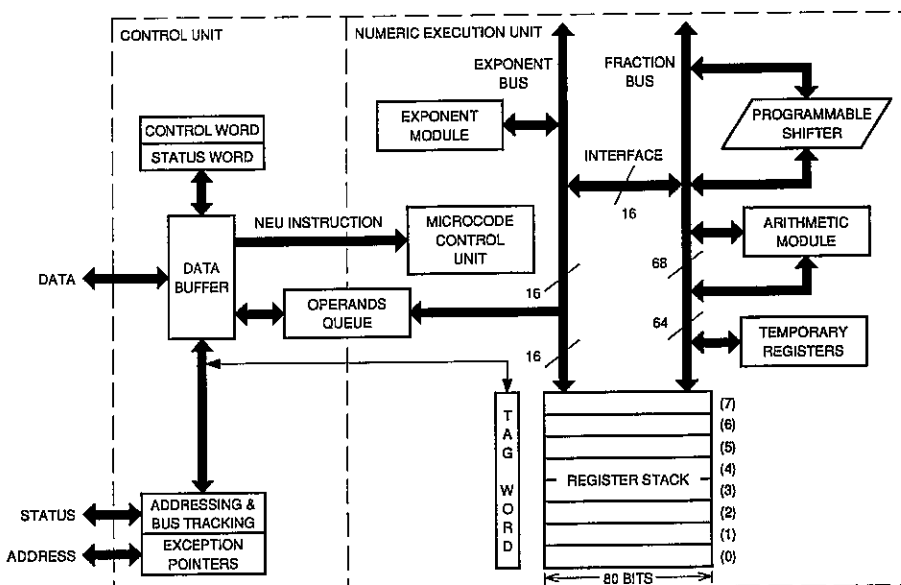 CONTROL UNIT
NUMERIC EXECUTION UNIT
EXPONENT
BUS
FRACTION
BUS
EXPONENT
MODULE
PROGRAMMABLE
SHIFTER
CONTROL WORD
STATUS WORD
INTERFACE
16
NEU INSTRUCTION
MICROCODE
CONTROL
UNIT
ARITHMETIC
MODULE
DATA
DATA
BUFFER
68
16
OPERANDS
QUEUE
64
TEMPORARY
REGISTERS
16
TAG WORD
(7)
(6)
(5)
(4)
REGISTER STACK
(3)
(2)
(1)
(0)
STATUS
ADDRESSING &
BUS TRACKING
ADDRESS
EXCEPTION
POINTERS
80 BITS